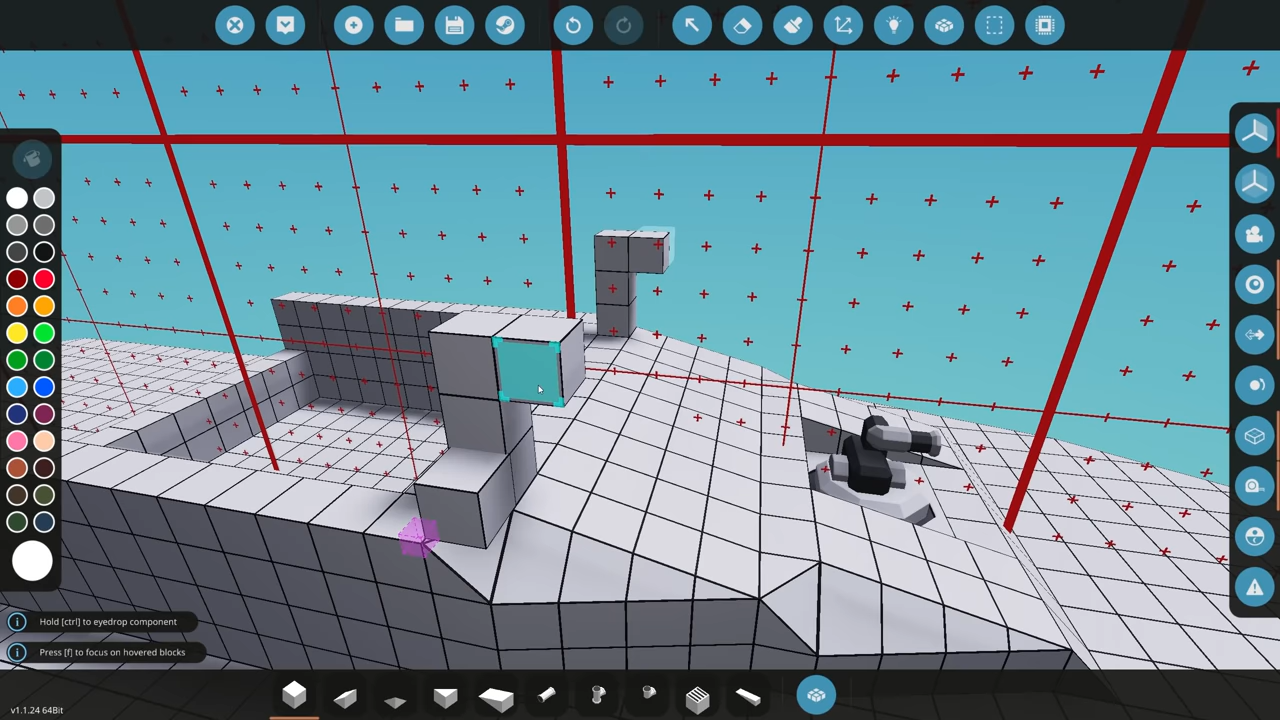 Hold [ctrl] to eyedrop component
Press [f] to focus on hovered blocks
v1.1.24 64Bit